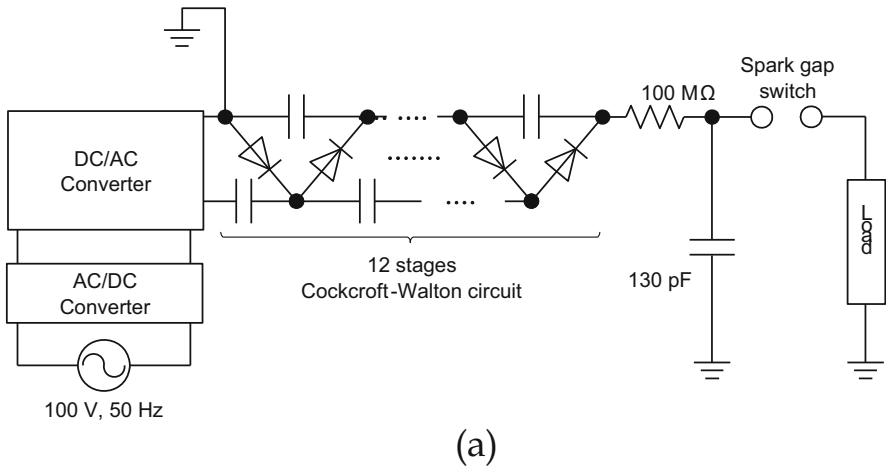 Spark gap
switch
100 MΩ
DC/AC
Converter
Load
AC/DC
Converter
12 stages
Cockcroft-Walton circuit
130 pF
100 V, 50 Hz
(a)